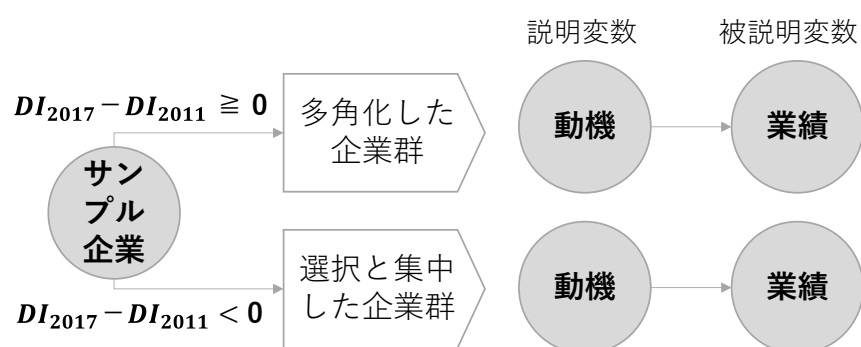 説明変数
被説明変数
DI₂₀₁₇ − DI₂₀₁₁ ≧ 0
多角化した
企業群
動機
業績
サン
プル
企業
選択と集中
した企業群
動機
業績
DI₂₀₁₇ − DI₂₀₁₁ < 0